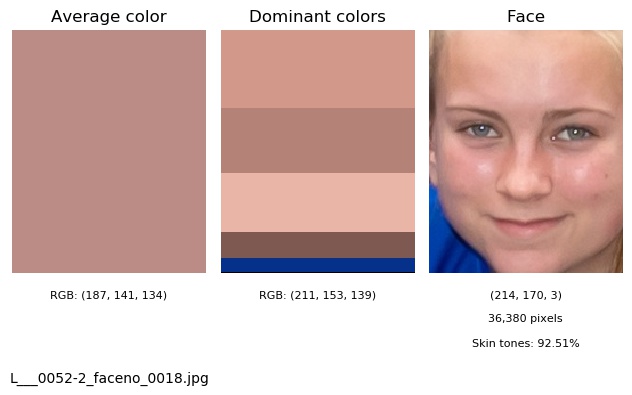 Average color
Dominant colors
Face
RGB: (187, 141, 134)
RGB: (211, 153, 139)
(214, 170, 3)
36,380 pixels
Skin tones: 92.51%
L___0052-2_faceno_0018.jpg